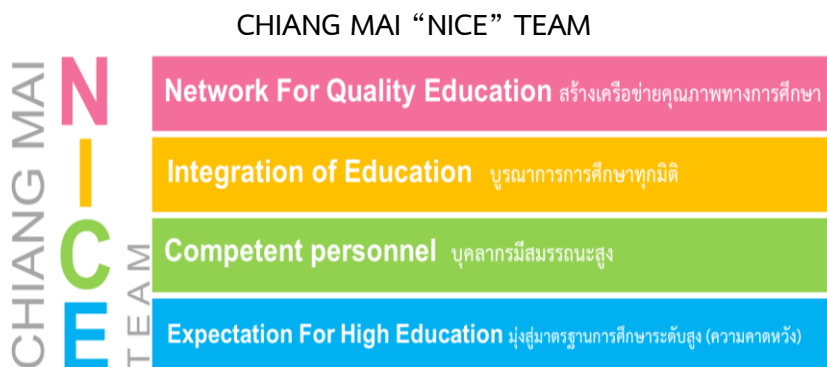 CHIANG MAI “NICE” TEAM
CHIANG MAI
NICE
TEAM
Network For Quality Education สร้างเครือข่ายคุณภาพทางการศึกษา
Integration of Education บูรณาการการศึกษาทุกมิติ
Competent personnel บุคลากรมีสมรรถนะสูง
Expectation For High Education มุ่งสู่มาตรฐานการศึกษาระดับสูง (ความคาดหวัง)